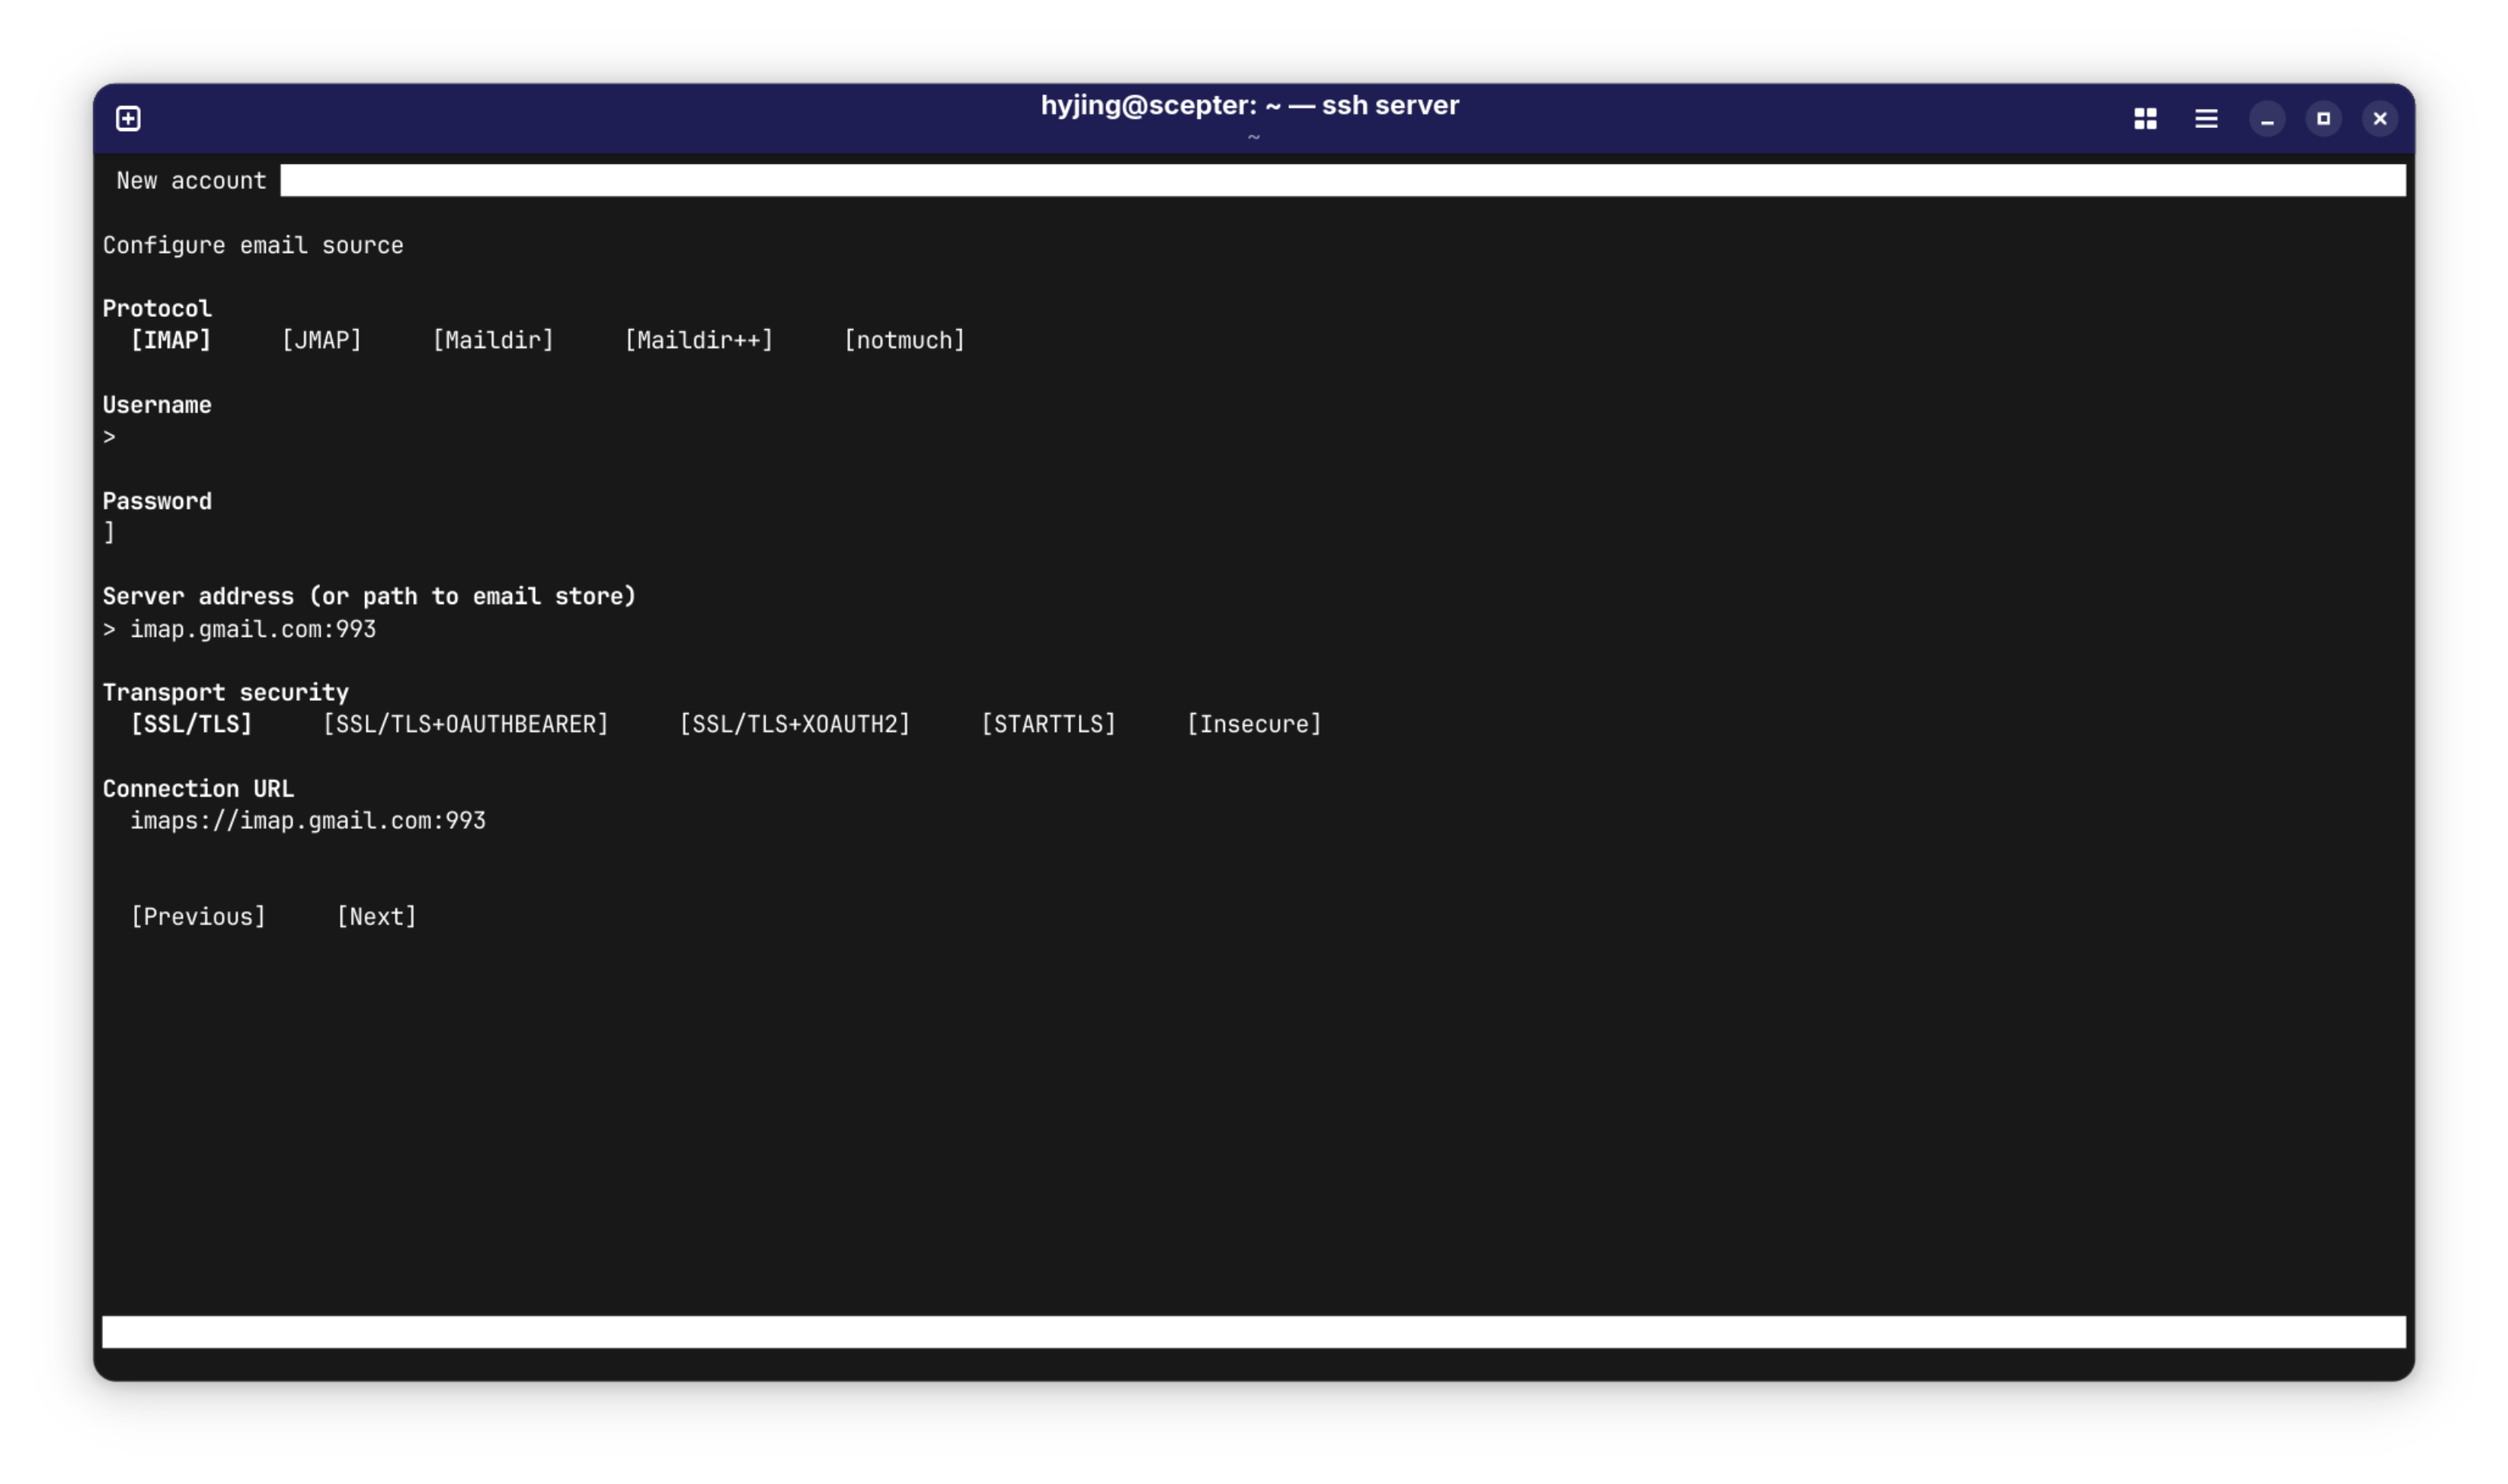 hyjing@scepter: ~ — ssh server
~
New account
Configure email source
Protocol
[IMAP] [JMAP] [Maildir] [Maildir++] [notmuch]
Username
>
Password
]
Server address (or path to email store)
> imap.gmail.com:993
Transport security
[SSL/TLS] [SSL/TLS+OAUTHBEARER] [SSL/TLS+XOAUTH2] [STARTTLS] [Insecure]
Connection URL
imaps://imap.gmail.com:993
[Previous] [Next]